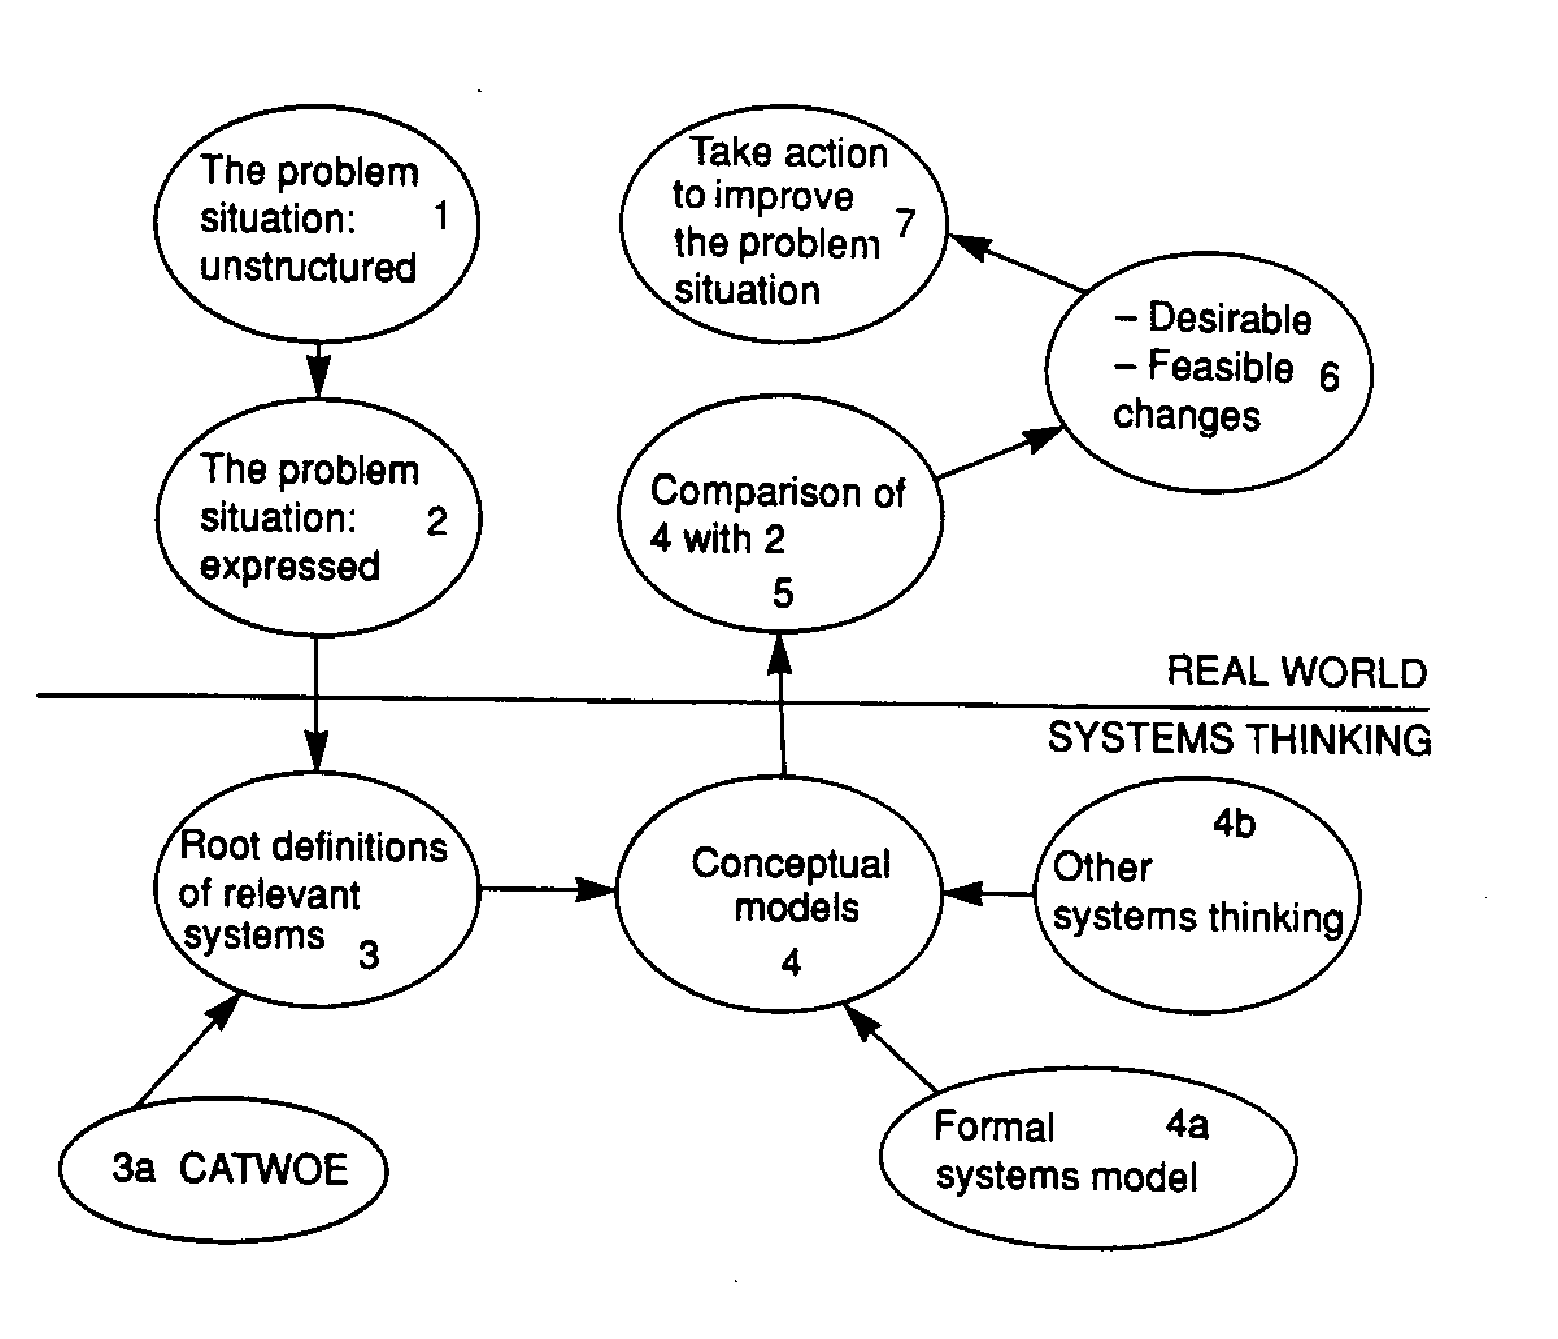 The problem
situation: 1
unstructured
Take action
to improve
the problem 7
situation
– Desirable
– Feasible 6
changes
The problem
situation: 2
expressed
Comparison of
4 with 2
5
REAL WORLD
SYSTEMS THINKING
Root definitions
of relevant
systems 3
Conceptual
models
4
4b
Other
systems thinking
3a CATWOE
Formal 4a
systems model